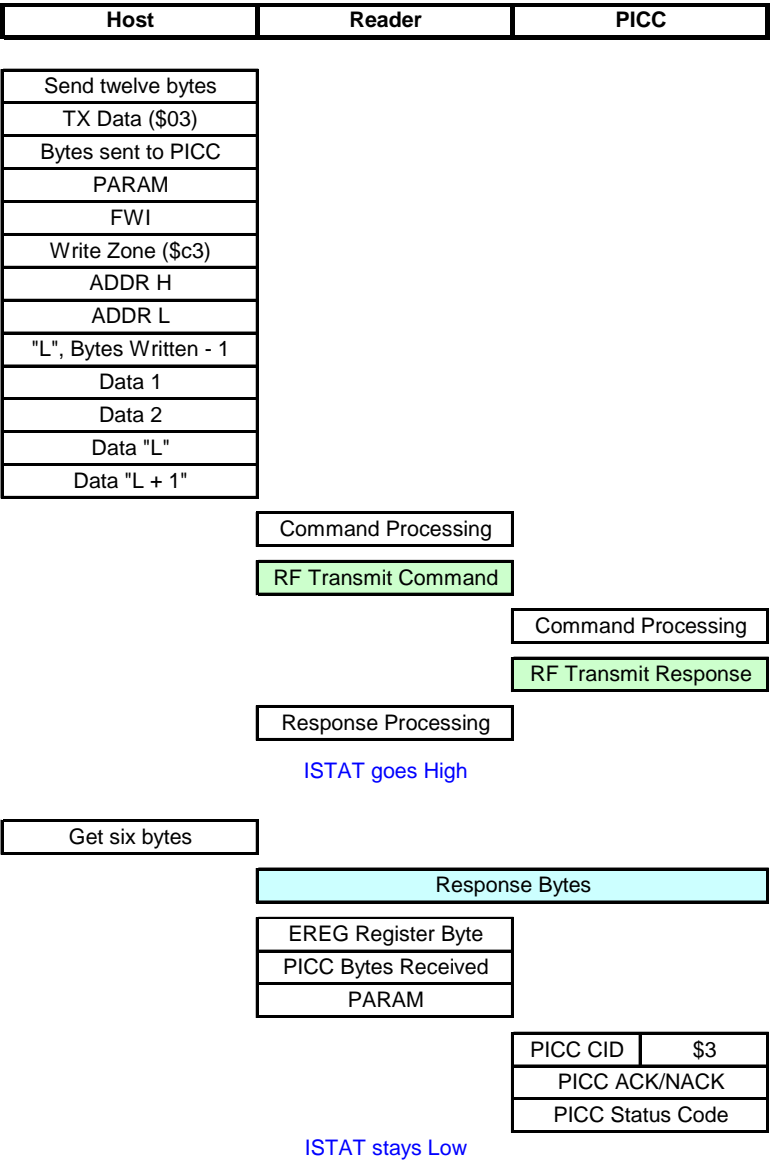 Host Reader PICC
Send twelve bytes
TX Data ($03)
Bytes sent to PICC
PARAM
FWI
Write Zone ($c3)
ADDR H
ADDR L
"L", Bytes Written - 1
Data 1
Data 2
Data "L"
Data "L + 1"
Command Processing
RF Transmit Command
Command Processing
RF Transmit Response
Response Processing
ISTAT goes High
Get six bytes
Response Bytes
EREG Register Byte
PICC Bytes Received
PARAM
PICC CID $3
PICC ACK/NACK
PICC Status Code
ISTAT stays Low